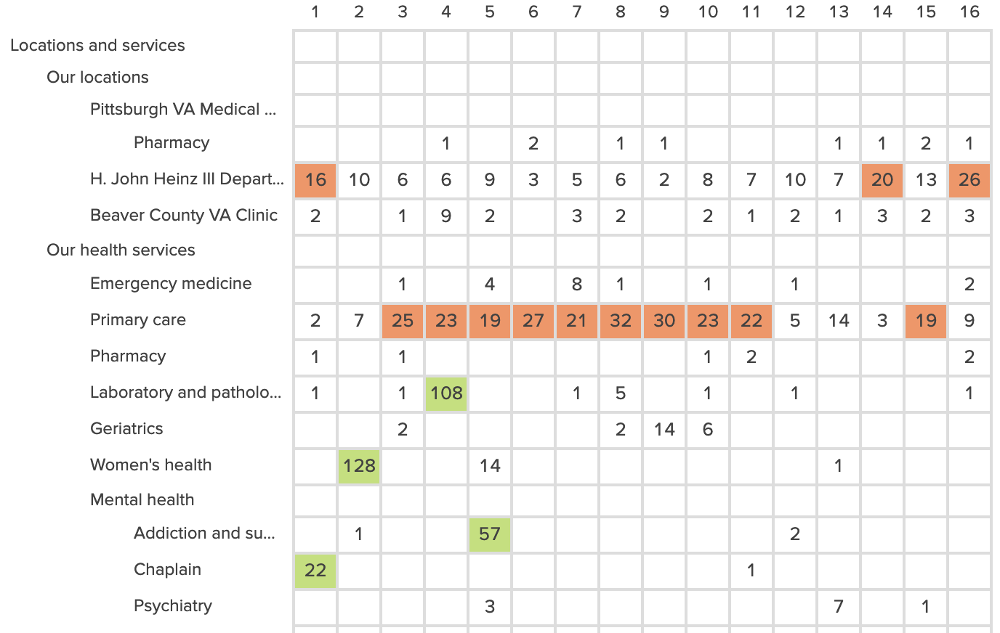 1 2 3 4 5 6 7 8 9 10 11 12 13 14 15 16
Locations and services
Our locations
Pittsburgh VA Medical ...
Pharmacy 1 2 1 1 1 1 2 1
H. John Heinz III Depart... 16 10 6 6 9 3 5 6 2 8 7 10 7 20 13 26
Beaver County VA Clinic 2 1 9 2 3 2 2 1 2 1 3 2 3
Our health services
Emergency medicine 1 4 8 1 1 1 2
Primary care 2 7 25 23 19 27 21 32 30 23 22 5 14 3 19 9
Pharmacy 1 1 1 2 2
Laboratory and patholo... 1 1 108 1 5 1 1 1
Geriatrics 2 2 14 6
Women's health 128 14 1
Mental health
Addiction and su... 1 57 2
Chaplain 22 1
Psychiatry 3 7 1